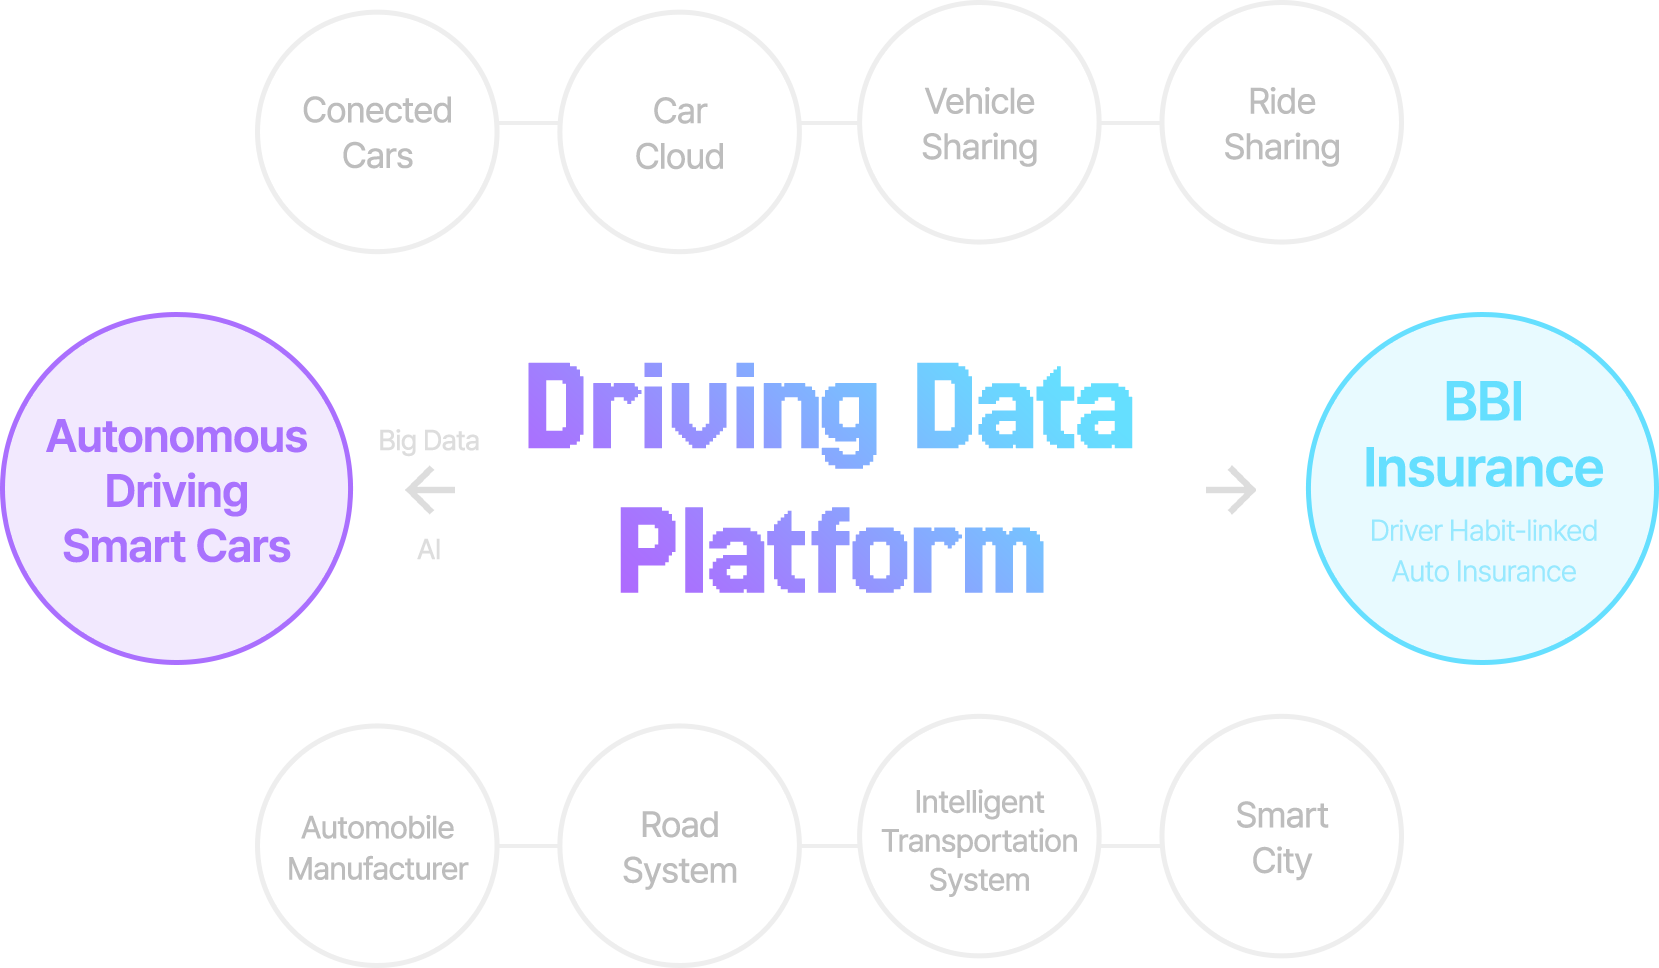 Conected
Cars
Car
Cloud
Vehicle
Sharing
Ride
Sharing
Autonomous
Driving
Smart Cars
Big Data
AI
Driving Data
Platform
BBI
Insurance
Driver Habit-linked
Auto Insurance
Automobile
Manufacturer
Road
System
Intelligent
Transportation
System
Smart
City